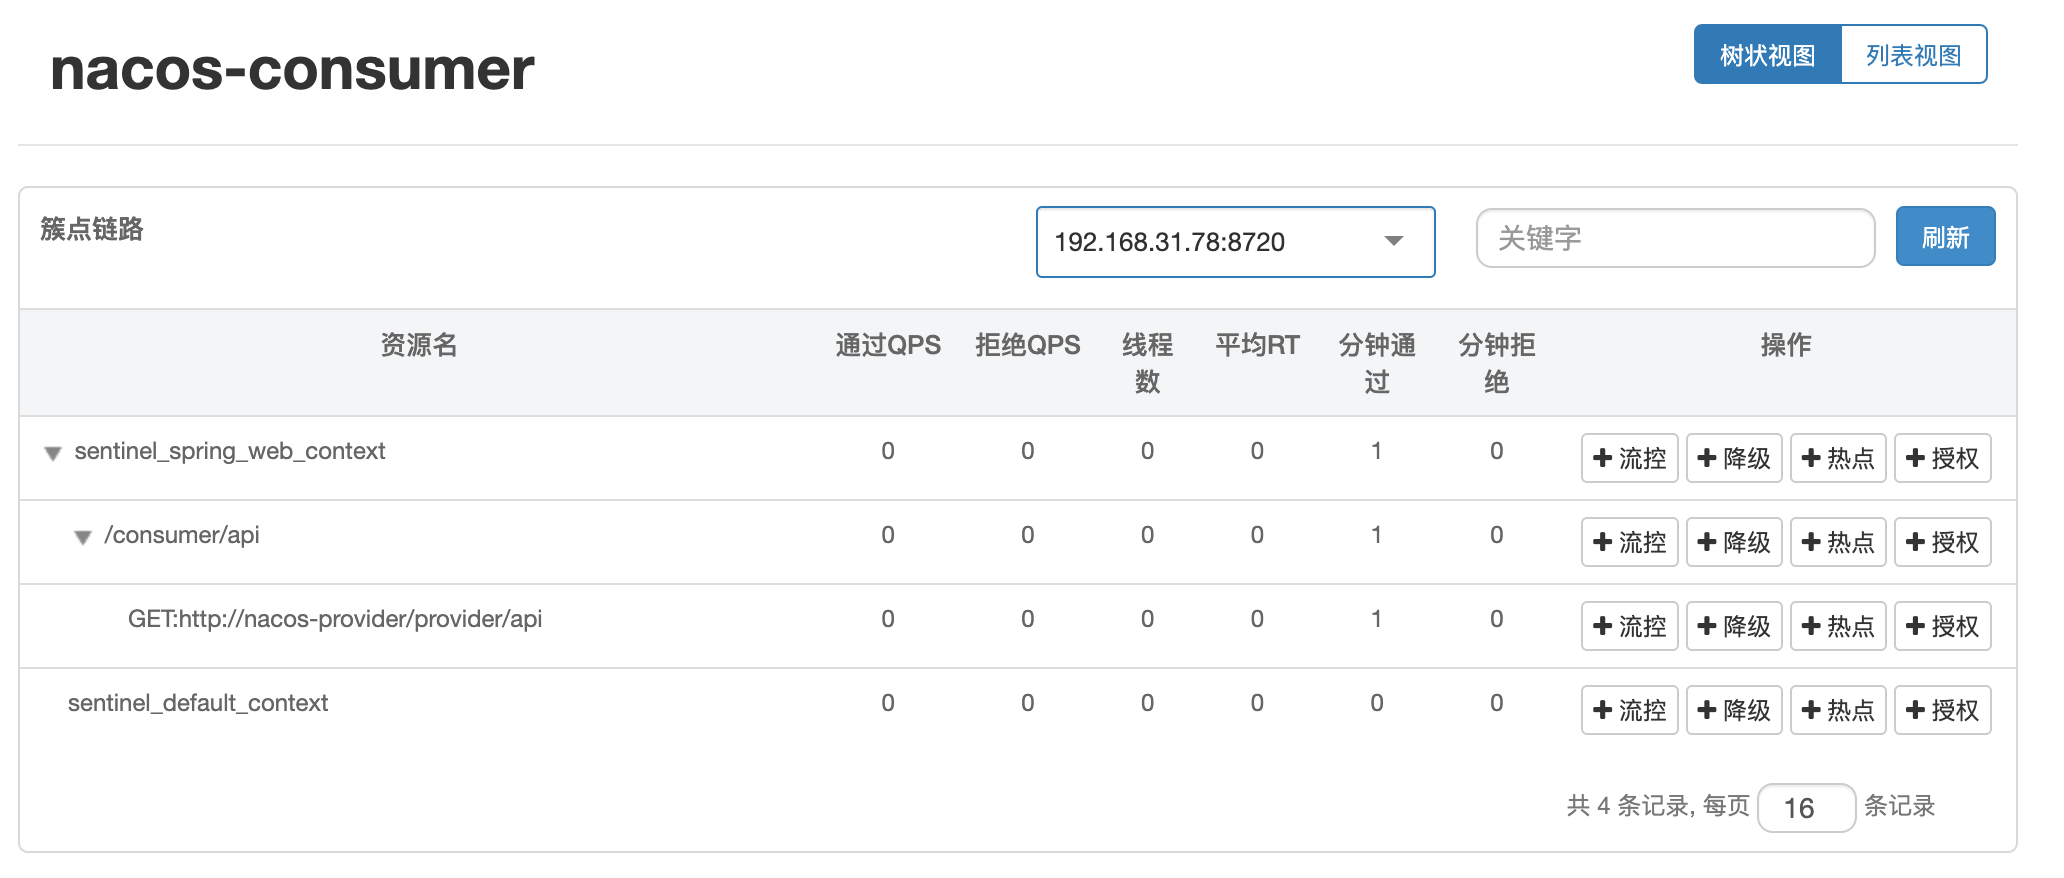 nacos-consumer
树状视图 列表视图
簇点链路 192.168.31.78:8720 关键字 刷新
资源名 通过QPS 拒绝QPS 线程数 平均RT 分钟通过 分钟拒绝 操作
sentinel_spring_web_context 0 0 0 0 1 0 流控 降级 热点 授权
/consumer/api 0 0 0 0 1 0 流控 降级 热点 授权
GET:http://nacos-provider/provider/api 0 0 0 0 1 0 流控 降级 热点 授权
sentinel_default_context 0 0 0 0 0 0 流控 降级 热点 授权
共 4 条记录, 每页 16 条记录